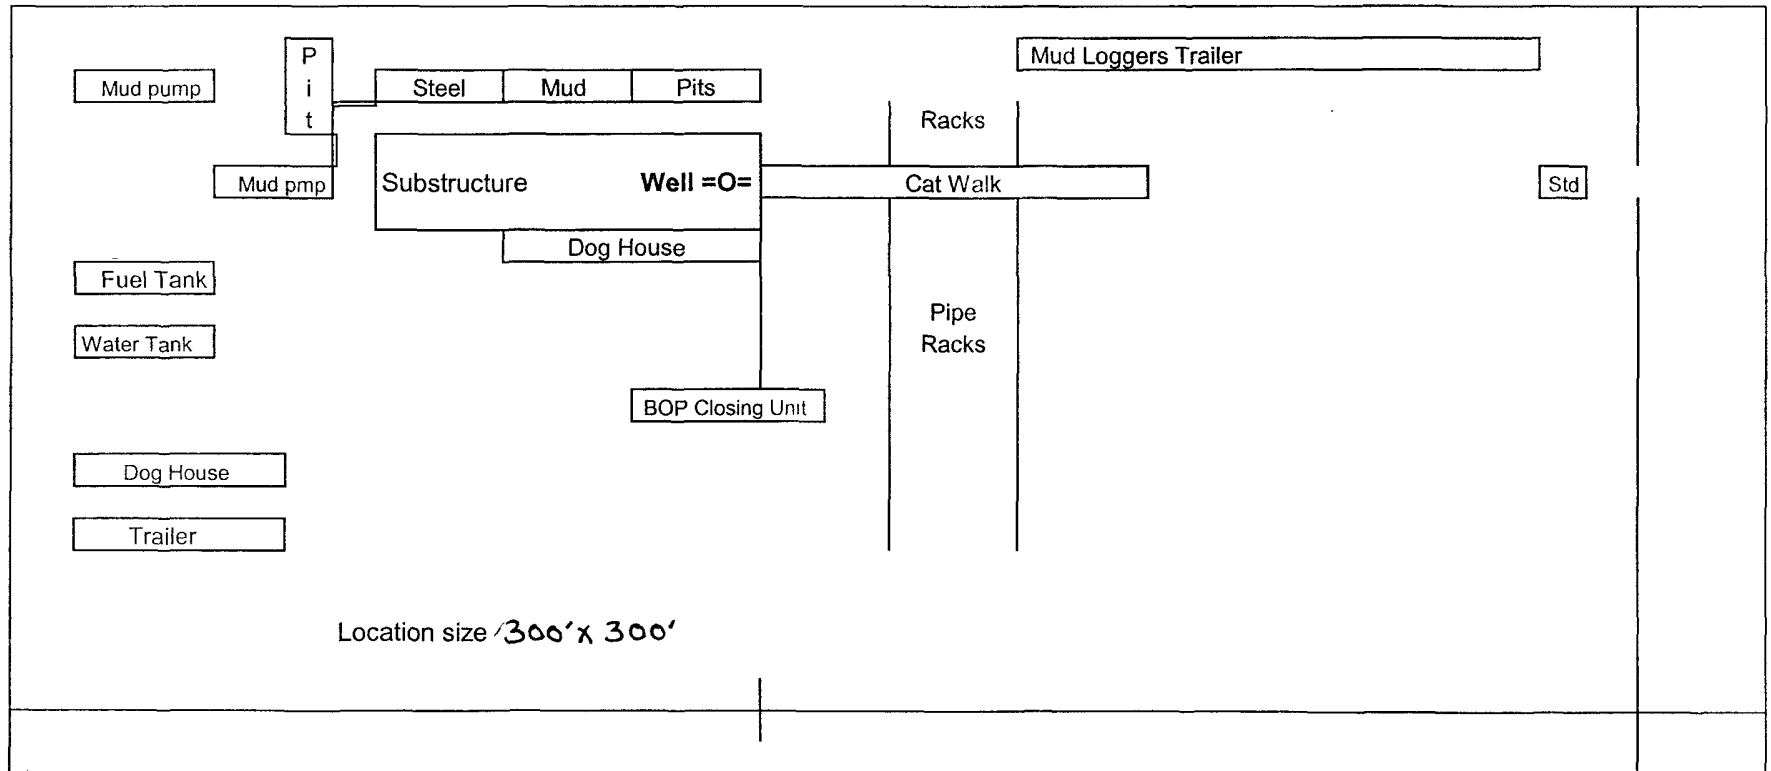 P
i
t
Mud Loggers Trailer
Mud pump
Steel Mud Pits
Racks
Mud pmp
Substructure Well =O=
Cat Walk
Std
Dog House
Fuel Tank
Pipe
Racks
Water Tank
BOP Closing Unit
Dog House
Trailer
Location size 300' x 300'